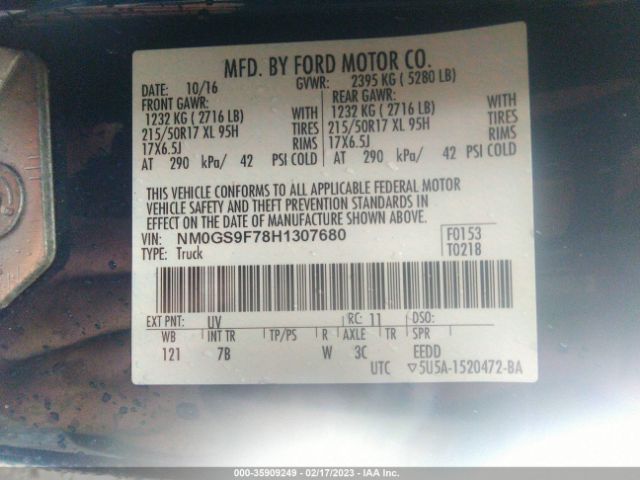 MFD. BY FORD MOTOR CO.
DATE: 10/16 GVWR: 2395 KG ( 5280 LB)
FRONT GAWR: REAR GAWR:
1232 KG ( 2716 LB) WITH 1232 KG ( 2716 LB) WITH
215/50R17 XL 95H TIRES 215/50R17 XL 95H TIRES
17X6.5J RIMS 17X6.5J RIMS
AT 290 kPa/ 42 PSI COLD AT 290 kPa/ 42 PSI COLD
THIS VEHICLE CONFORMS TO ALL APPLICABLE FEDERAL MOTOR
VEHICLE SAFETY AND THEFT PREVENTION STANDARDS IN
EFFECT ON THE DATE OF MANUFACTURE SHOWN ABOVE.
VIN: NM0GS9F78H1307680 F0153
TYPE: Truck T0218
EXT PNT: UV RC: 11 DSO:
WB INT TR TP/PS R AXLE TR SPR
121 7B W 3C EEDD
UTC ▽5U5A-1520472-BA
000-35909249 - 02/17/2023 - IAA Inc.